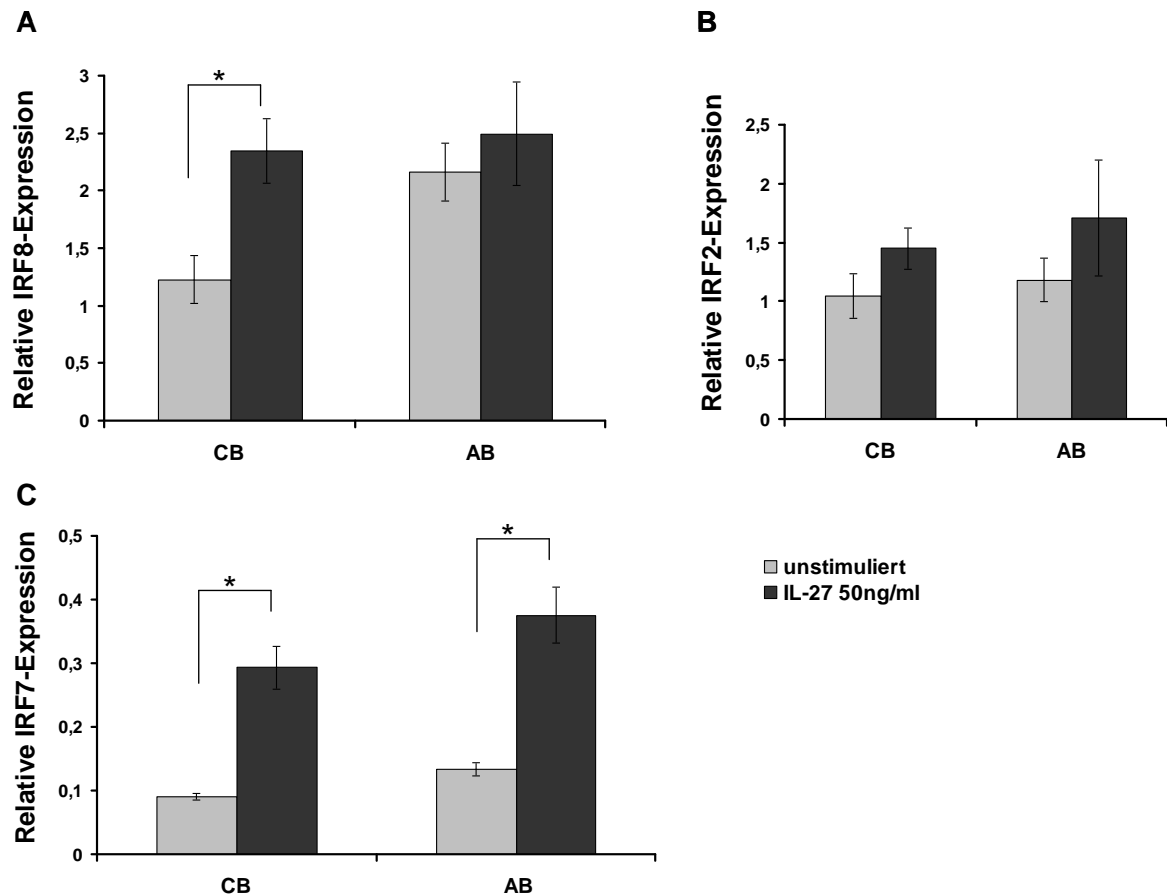 A
Relative IRF8-Expression
3
2,5
2
1,5
1
0,5
0
*
CB
AB
B
Relative IRF2-Expression
2,5
2
1,5
1
0,5
0
CB
AB
C
Relative IRF7-Expression
0,5
0,4
0,3
0,2
0,1
0
*
*
CB
AB
unstimuliert
IL-27 50ng/ml